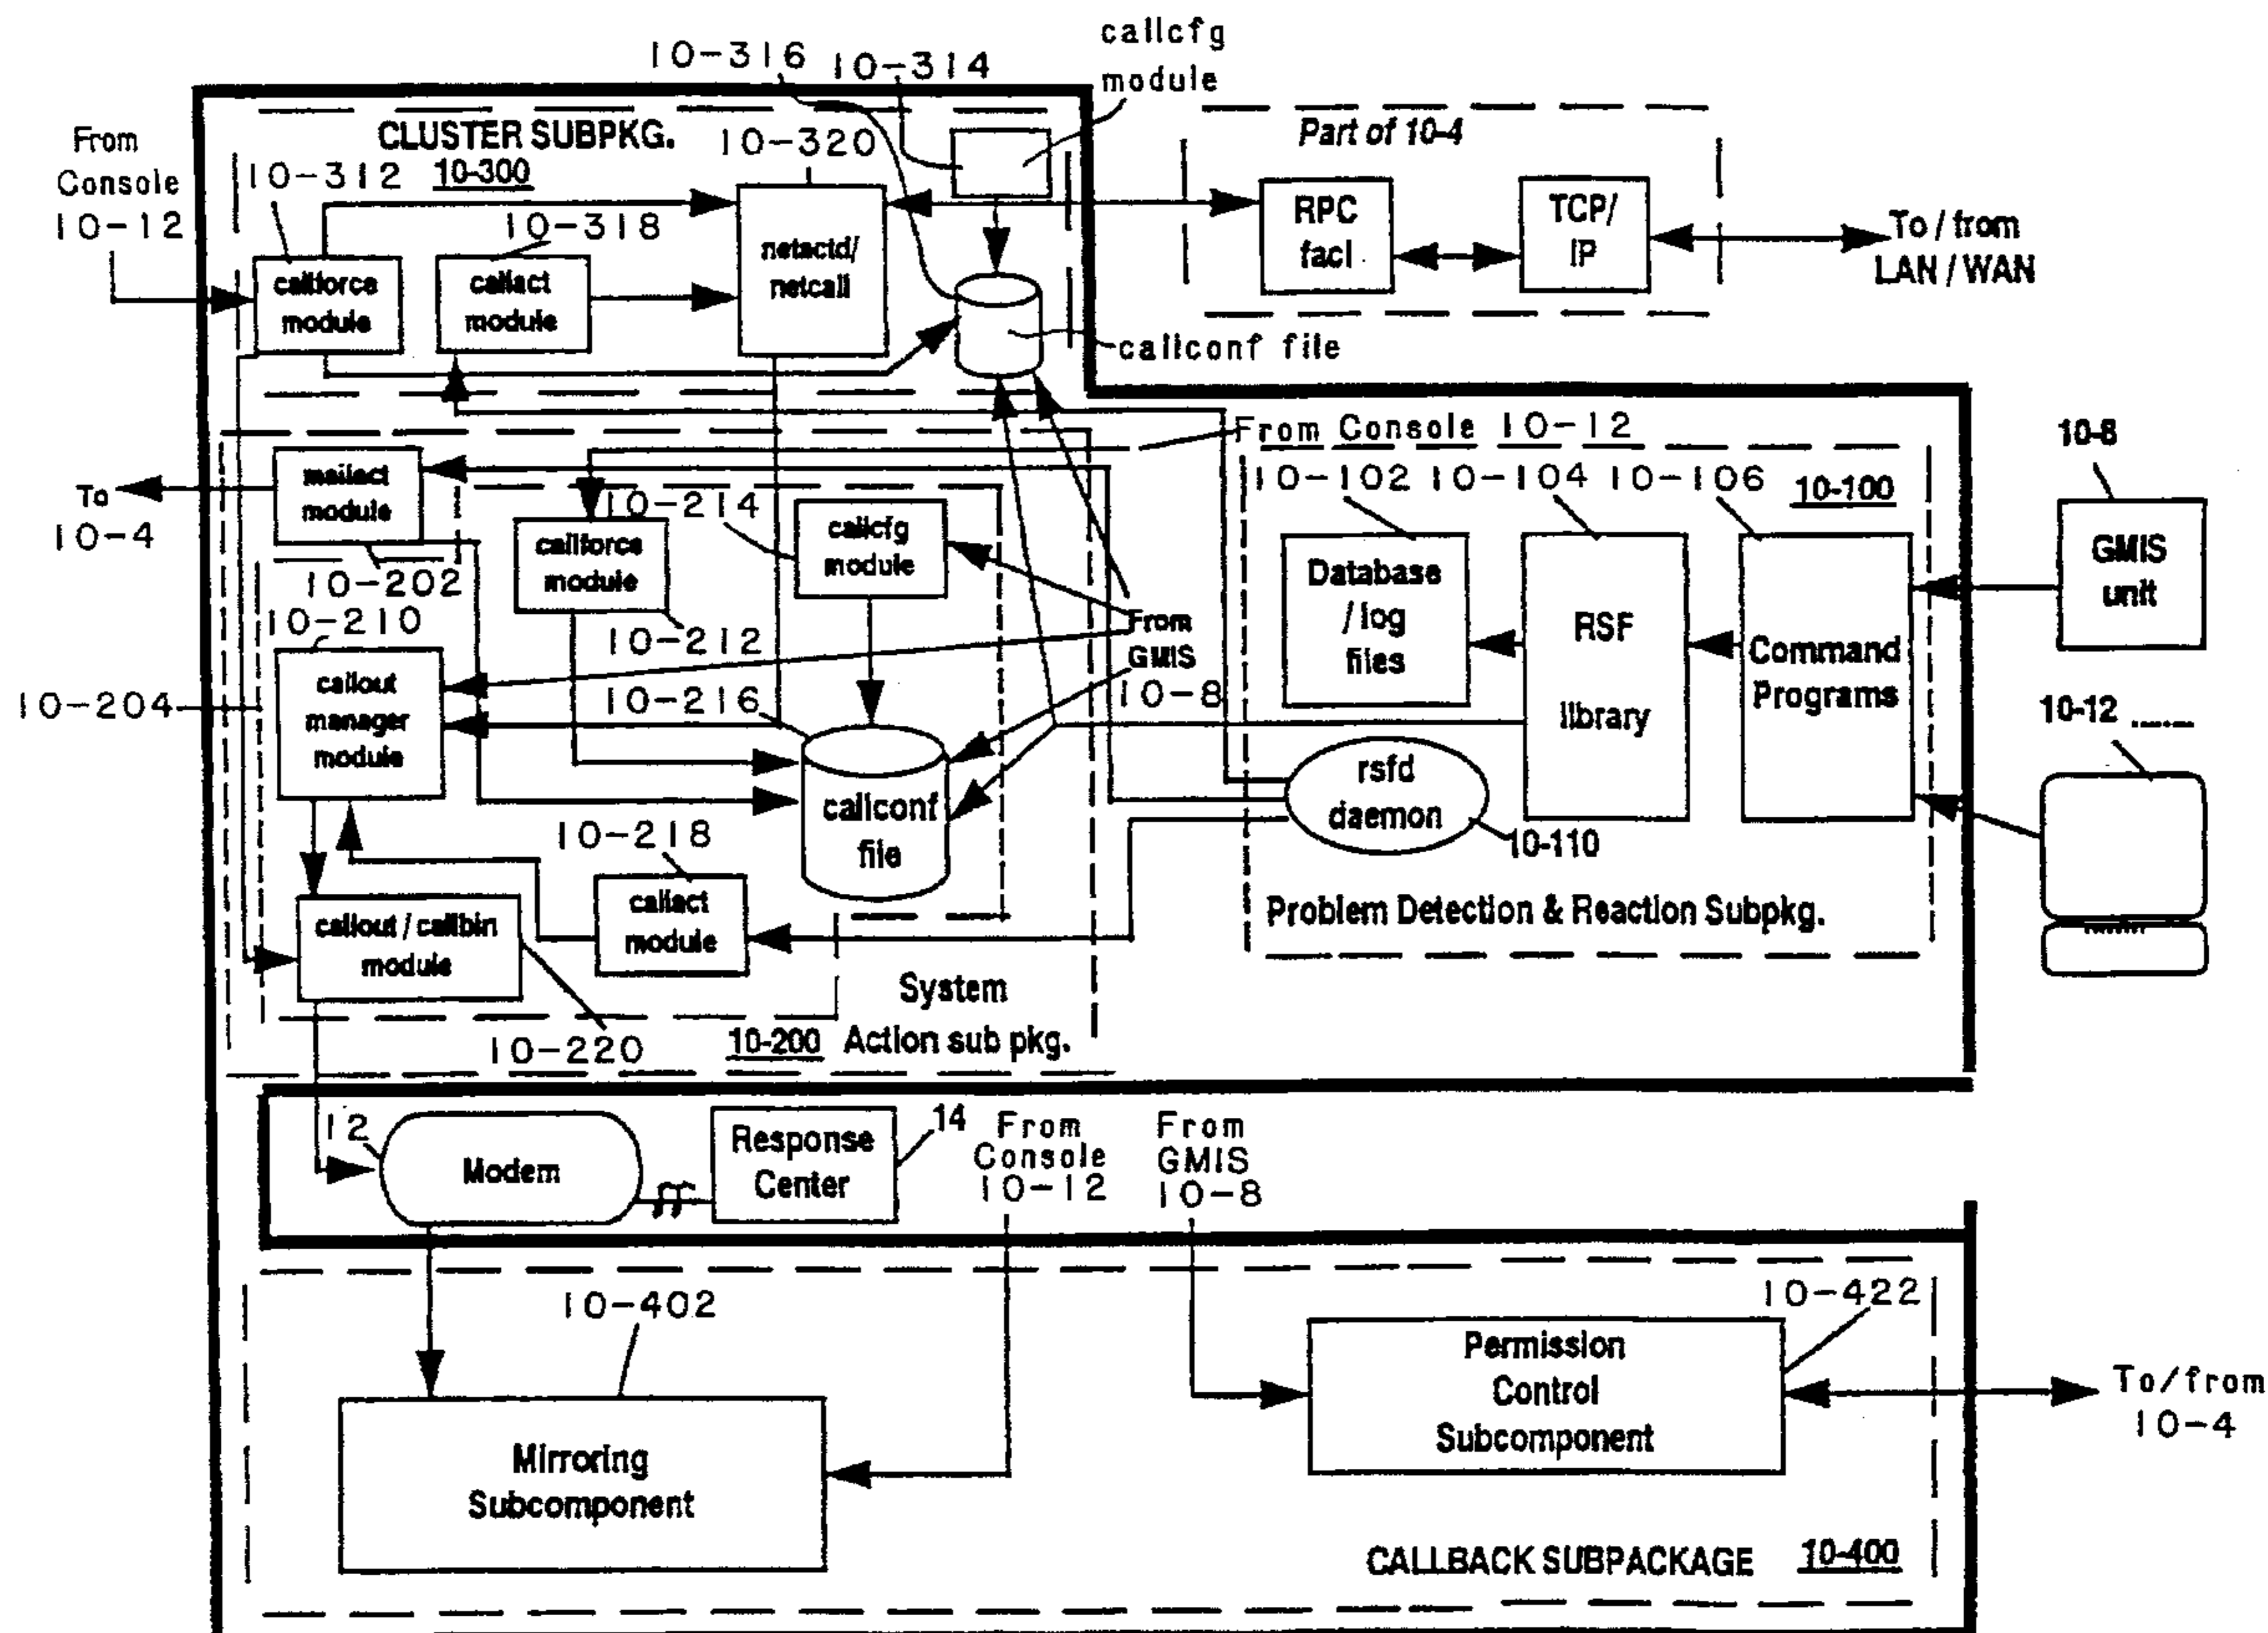 callcfg
module
10-316
10-314
From
Console
10-12
CLUSTER SUBPKG.
10-300
10-312
10-320
10-318
callforce
module
callact
module
netactd/
netcall
callconf file
Part of 10-4
RPC
facl
TCP/
IP
To / from
LAN / WAN
From Console 10-12
mailact
module
To
10-4
10-202
10-214
callforce
module
10-212
callcfg
module
From
GMIS
10-8
10-210
10-204
callout
manager
module
10-216
callconf
file
10-218
callact
module
callout / callbin
module
10-220
System
10-200 Action sub pkg.
10-102
10-104
10-106
10-100
Database
/ log
files
RSF
library
Command
Programs
rsfd
daemon
10-110
Problem Detection & Reaction Subpkg.
10-8
GMIS
unit
10-12
12
Modem
Response
Center
14
From
Console
10-12
From
GMIS
10-8
10-402
Mirroring
Subcomponent
10-422
Permission
Control
Subcomponent
To/from
10-4
CALLBACK SUBPACKAGE 10-400